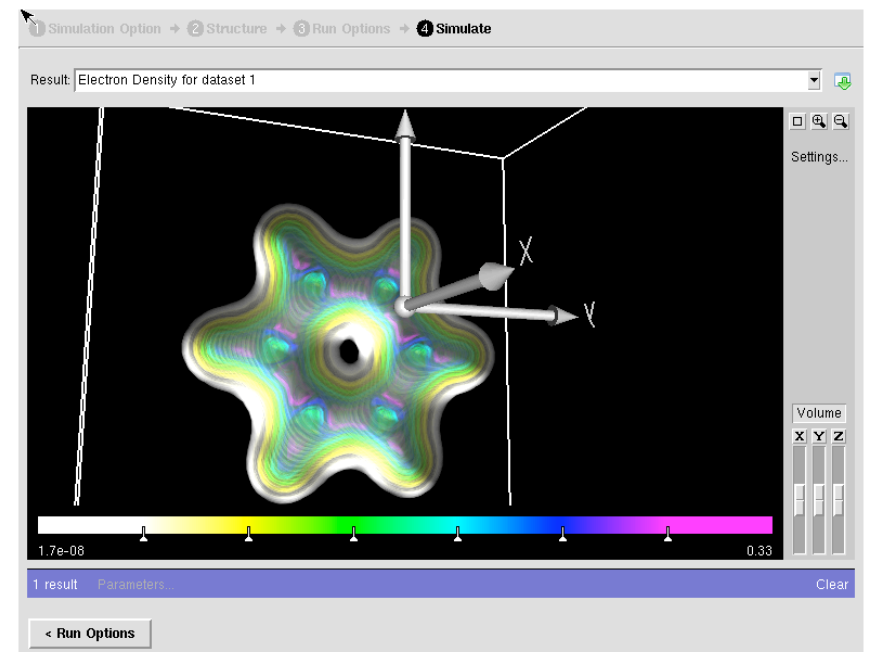 1 Simulation Option → 2 Structure → 3 Run Options → 4 Simulate
Result: Electron Density for dataset 1
Settings...
X
Y
Volume
X Y Z
1.7e-08 0.33
1 result Parameters... Clear
< Run Options